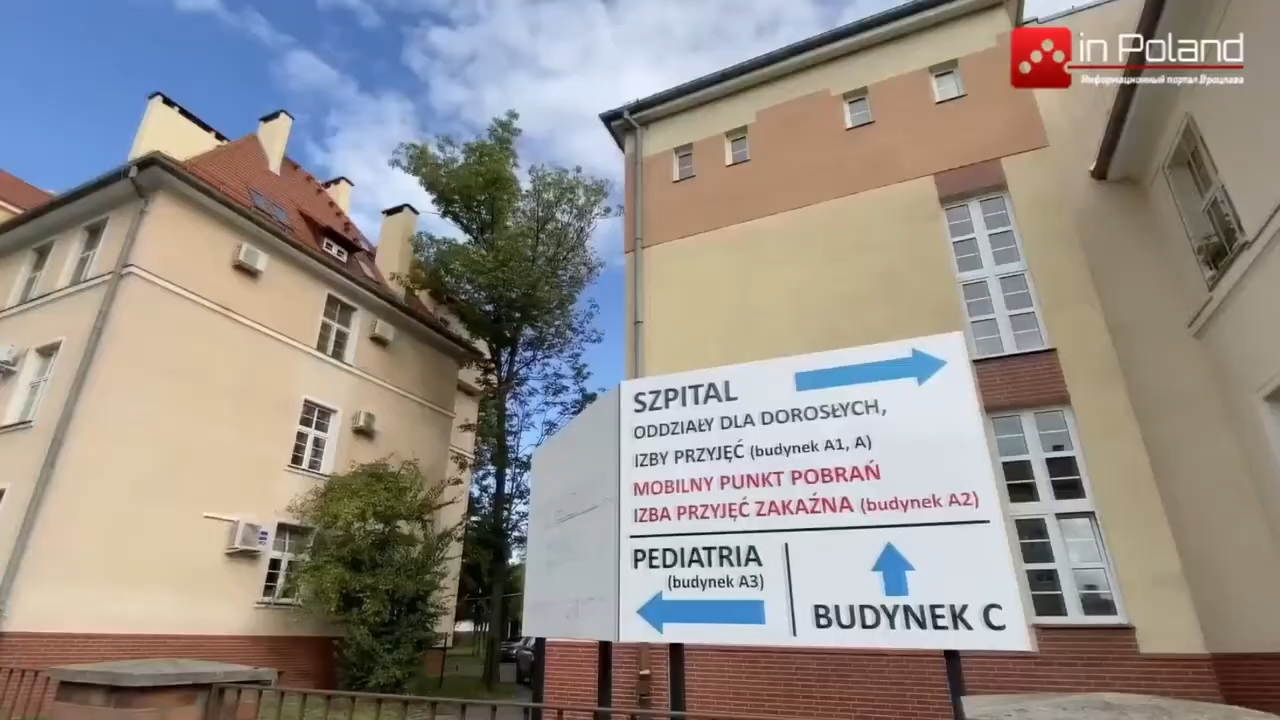 in Poland
Информационный портал Вроцлава
SZPITAL
ODDZIAŁY DLA DOROSŁYCH,
IZBY PRZYJĘĆ (budynek A1, A)
MOBILNY PUNKT POBRAŃ
IZBA PRZYJĘĆ ZAKAŹNA (budynek A2)
PEDIATRIA
(budynek A3)
BUDYNEK C